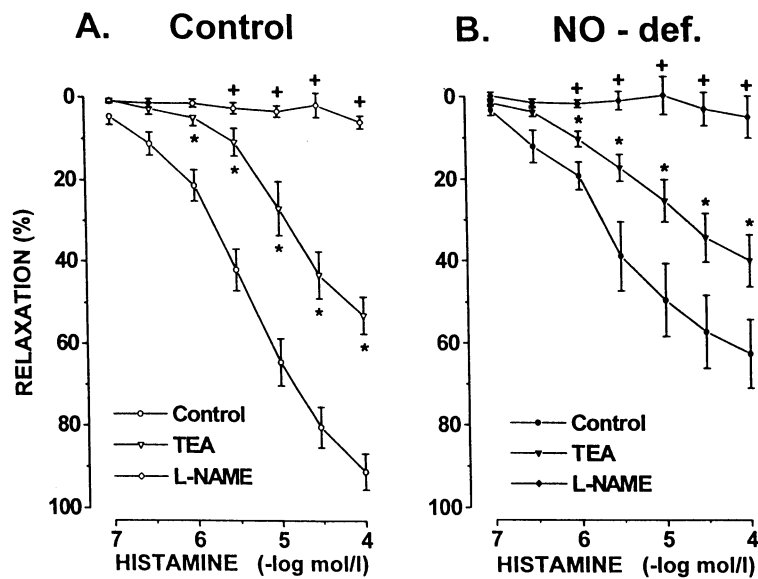 A. Control
B. NO - def.
+ + + +
+ + + + +
0
20
40
60
80
100
RELAXATION (%)
* * * * *
Control
TEA
L-NAME
7 6 5 4
HISTAMINE (-log mol/l)
0
20
40
60
80
100
* * * * *
Control
TEA
L-NAME
7 6 5 4
HISTAMINE (-log mol/l)